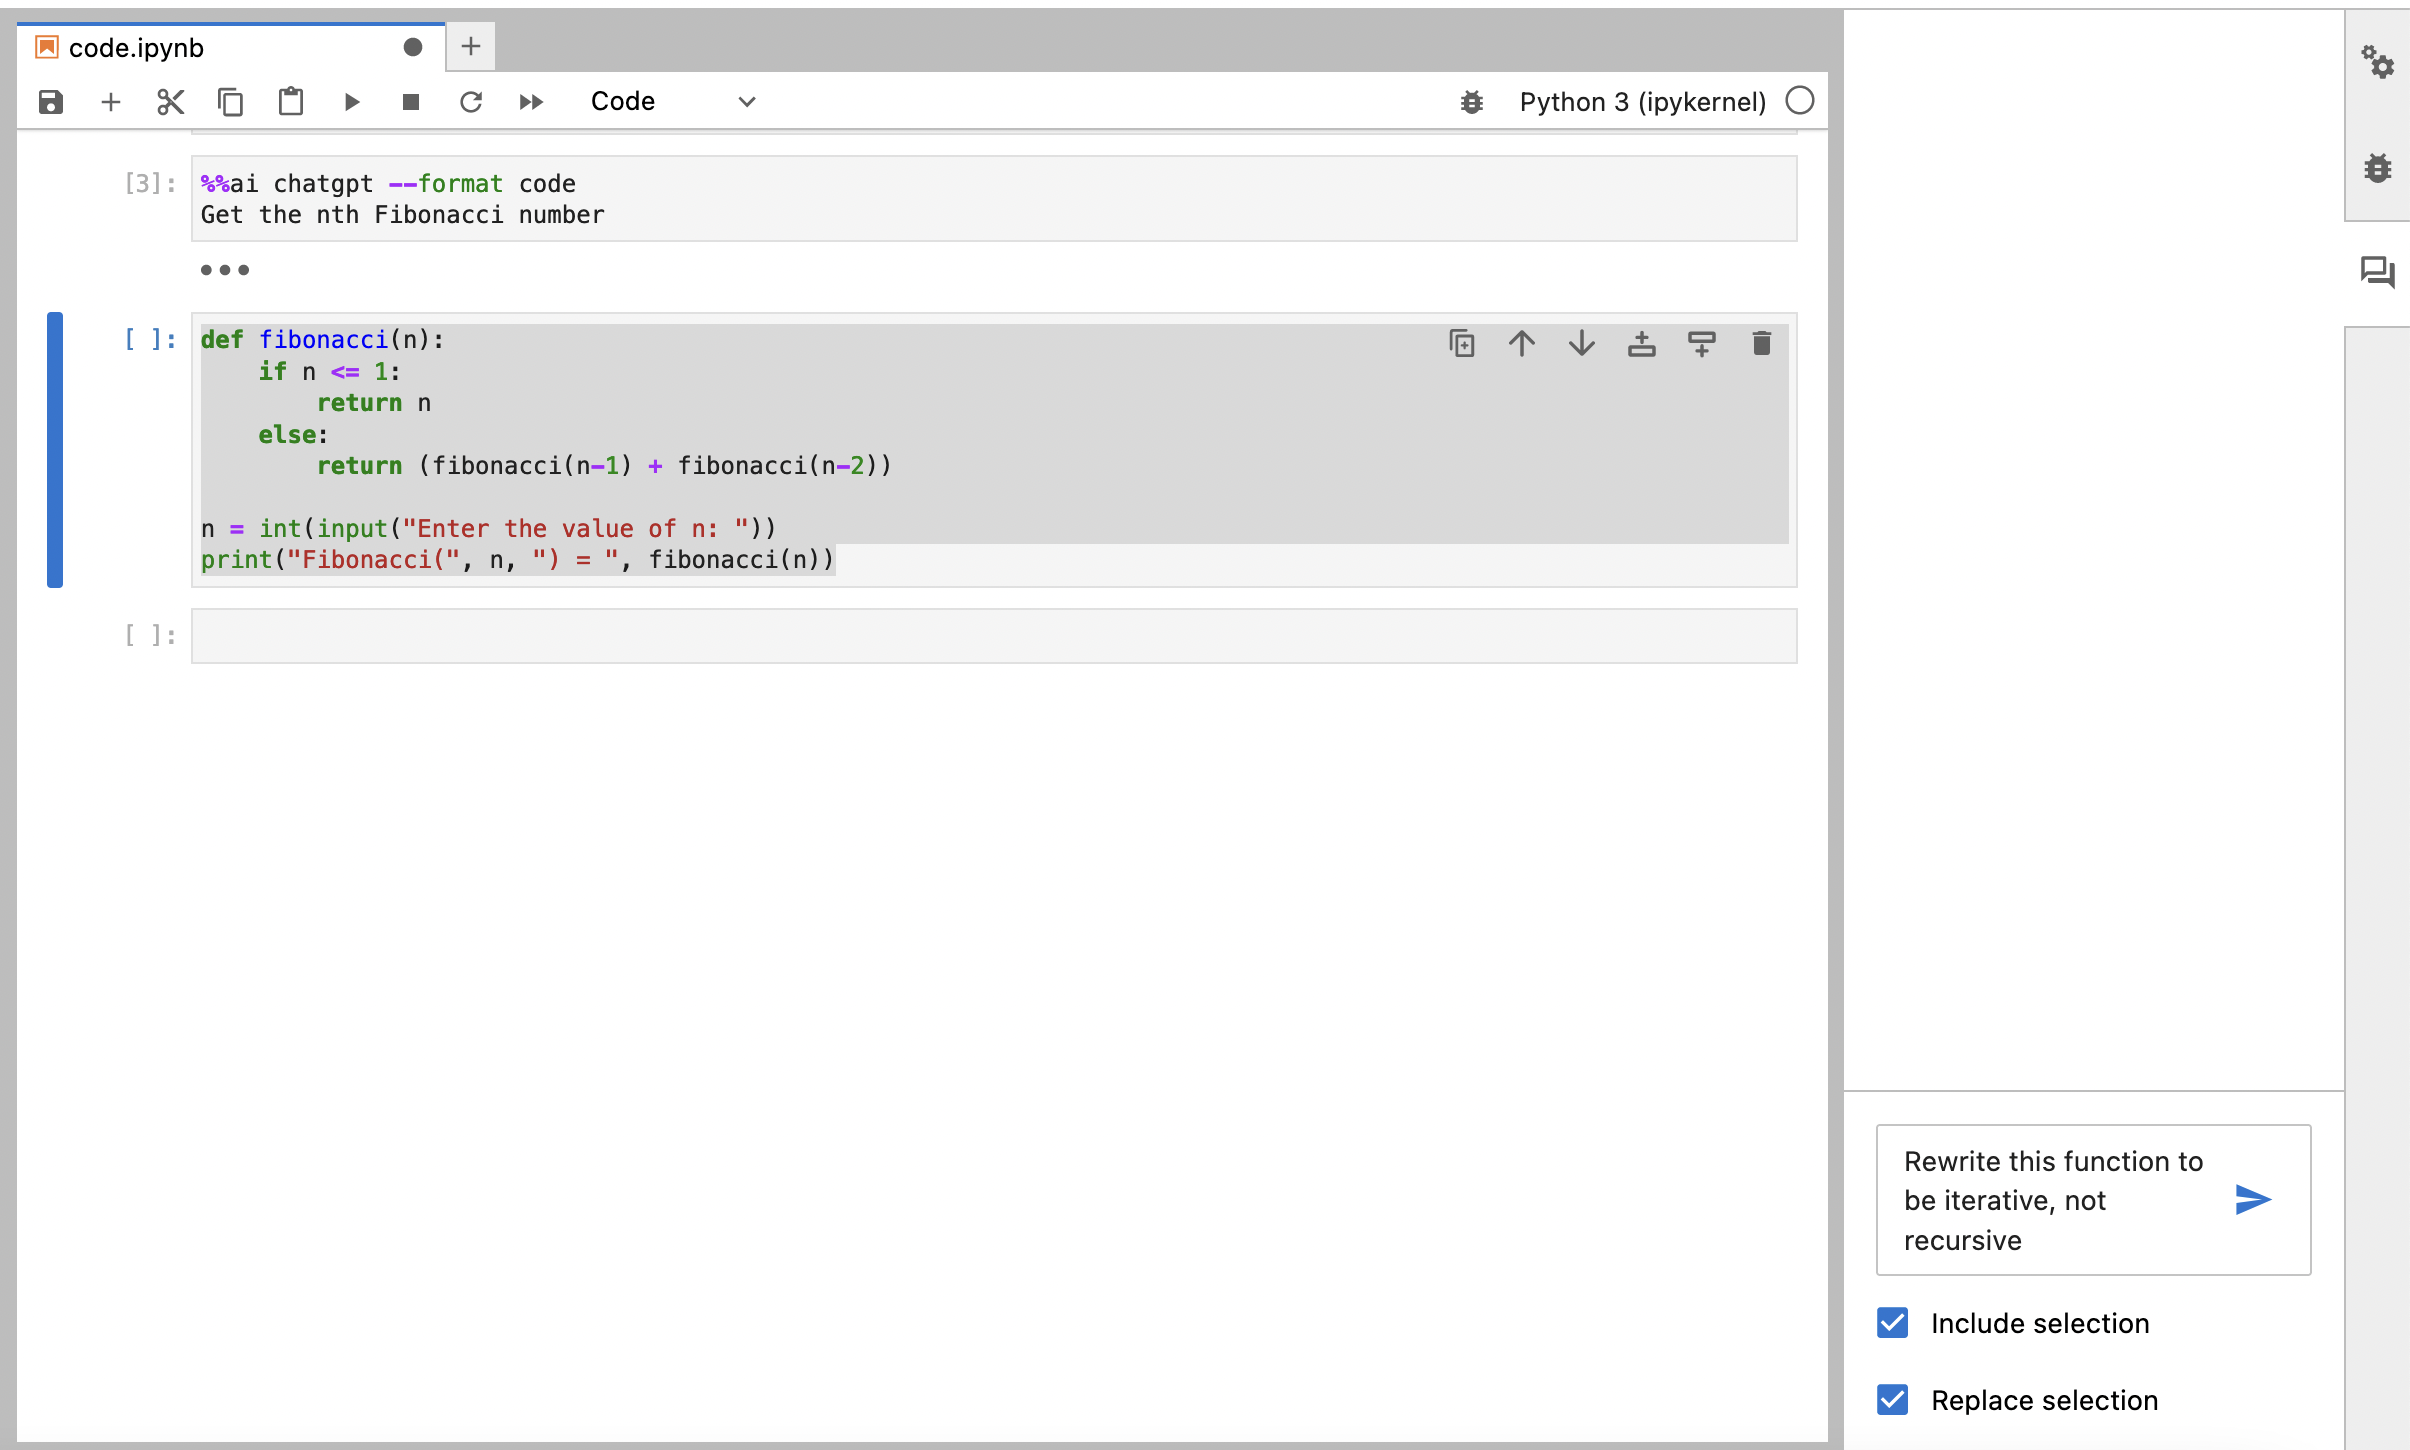 code.ipynb
Code
Python 3 (ipykernel)
[3]:
%%ai chatgpt --format code
Get the nth Fibonacci number
[ ]:
def fibonacci(n):
    if n <= 1:
        return n
    else:
        return (fibonacci(n-1) + fibonacci(n-2))
n = int(input("Enter the value of n: "))
print("Fibonacci(", n, ") = ", fibonacci(n))
[ ]:
Rewrite this function to
be iterative, not
recursive
Include selection
Replace selection